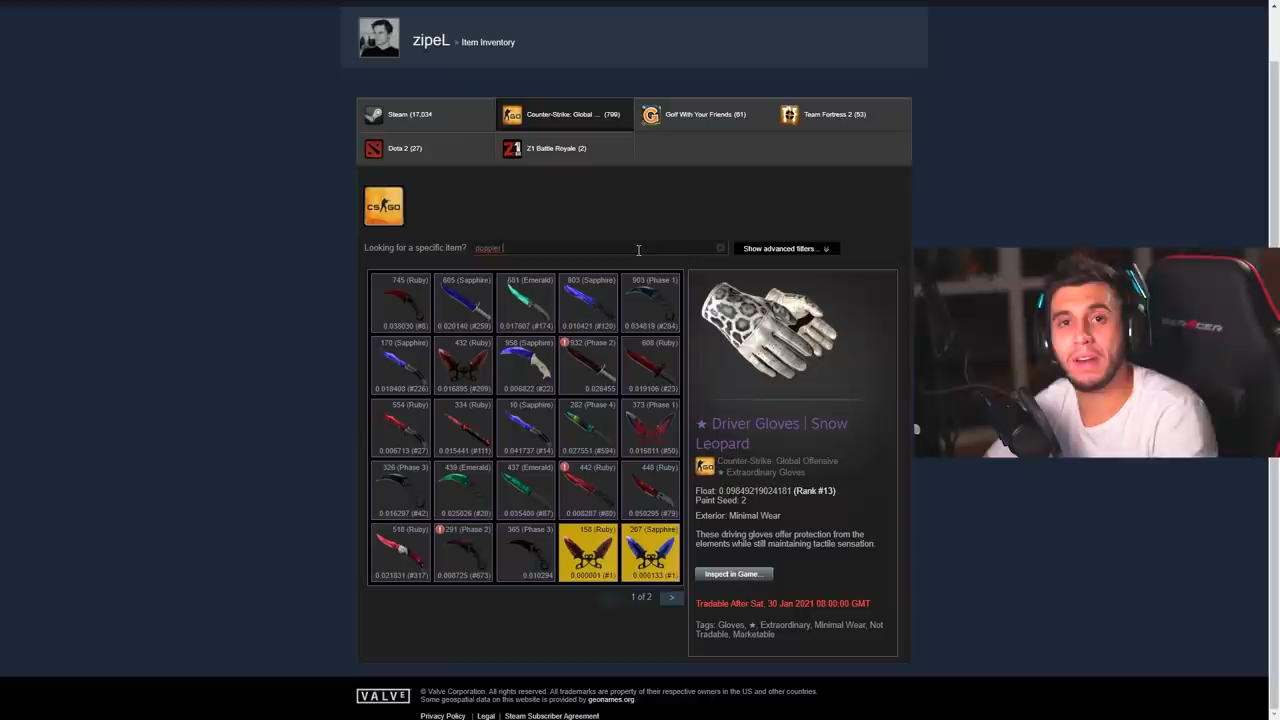 zipeL » Item Inventory
Steam (17,034
Counter-Strike: Global ... (799)
Golf With Your Friends (61)
Team Fortress 2 (53)
Dota 2 (27)
Z1 Battle Royale (2)
CS GO
Looking for a specific item?
doppler
Show advanced filters...
745 (Ruby)
0.038030 (#8)
605 (Sapphire)
0.020140 (#259)
681 (Emerald)
0.017607 (#174)
803 (Sapphire)
0.010421 (#120)
903 (Phase 1)
0.034819 (#284)
170 (Sapphire)
0.018408 (#226)
432 (Ruby)
0.016895 (#209)
958 (Sapphire)
0.006822 (#22)
932 (Phase 2)
0.026455
608 (Ruby)
0.019106 (#23)
554 (Ruby)
0.006713 (#27)
334 (Ruby)
0.015441 (#111)
10 (Sapphire)
0.041737 (#14)
282 (Phase 4)
0.027551 (#594)
373 (Phase 1)
0.016811 (#50)
326 (Phase 3)
0.016297 (#42)
439 (Emerald)
0.025026 (#20)
437 (Emerald)
0.035400 (#87)
442 (Ruby)
0.008287 (#80)
448 (Ruby)
0.050295 (#79)
518 (Ruby)
0.021831 (#317)
291 (Phase 2)
0.008725 (#673)
365 (Phase 3)
0.010294
158 (Ruby)
0.000001 (#1)
207 (Sapphire)
0.000133 (#1)
1 of 2 >
★ Driver Gloves | Snow
Leopard
Counter-Strike: Global Offensive
★ Extraordinary Gloves
Float: 0.09849219024181 (Rank #13)
Paint Seed: 2
Exterior: Minimal Wear
These driving gloves offer protection from the
elements while still maintaining tactile sensation.
Inspect in Game...
Tradable After Sat, 30 Jan 2021 08:00:00 GMT
Tags: Gloves, ★, Extraordinary, Minimal Wear, Not
Tradable, Marketable
VALVE
© Valve Corporation. All rights reserved. All trademarks are property of their respective owners in the US and other countries.
Some geospatial data on this website is provided by geonames.org.
Privacy Policy | Legal | Steam Subscriber Agreement